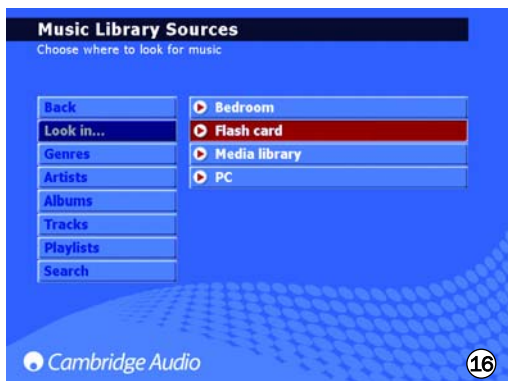 Music Library Sources
Choose where to look for music
Back
Look in...
Genres
Artists
Albums
Tracks
Playlists
Search
Bedroom
Flash card
Media library
PC
Cambridge Audio
16